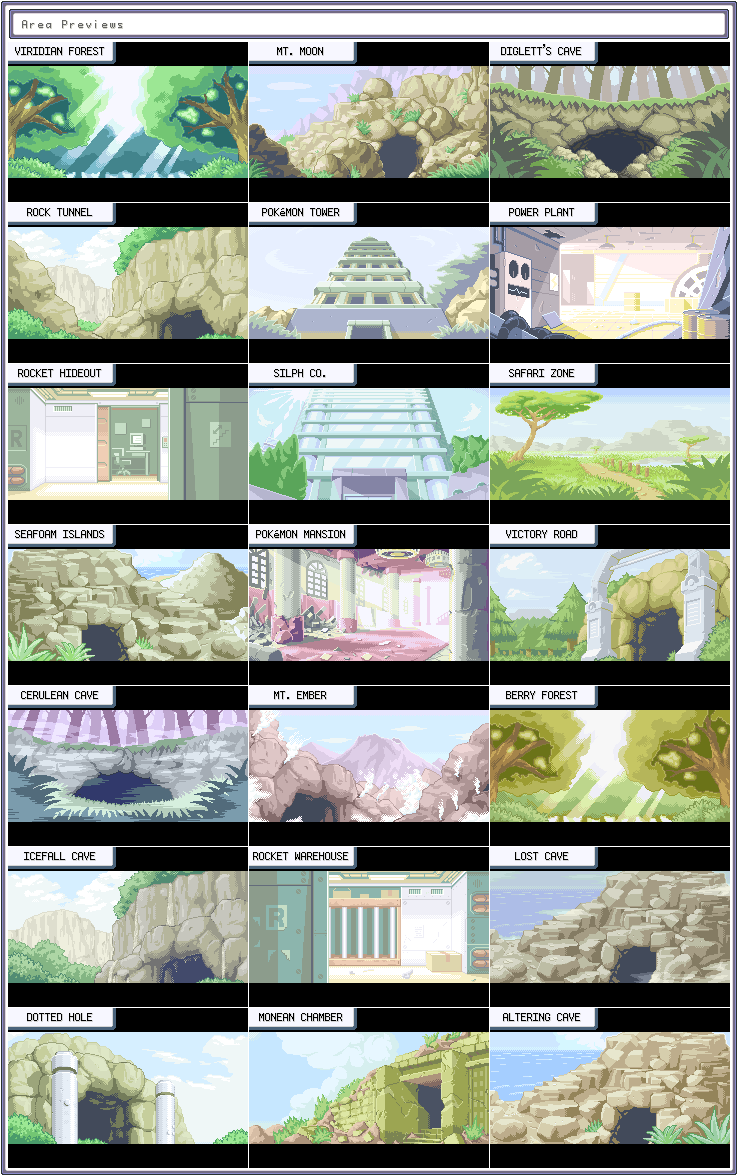 Area Previews
VIRIDIAN FOREST
MT. MOON
DIGLETT'S CAVE
ROCK TUNNEL
POKéMON TOWER
POWER PLANT
ROCKET HIDEOUT
SILPH CO.
SAFARI ZONE
R
SEAFOAM ISLANDS
POKéMON MANSION
VICTORY ROAD
CERULEAN CAVE
MT. EMBER
BERRY FOREST
ICEFALL CAVE
ROCKET WAREHOUSE
LOST CAVE
R
DOTTED HOLE
MONEAN CHAMBER
ALTERING CAVE